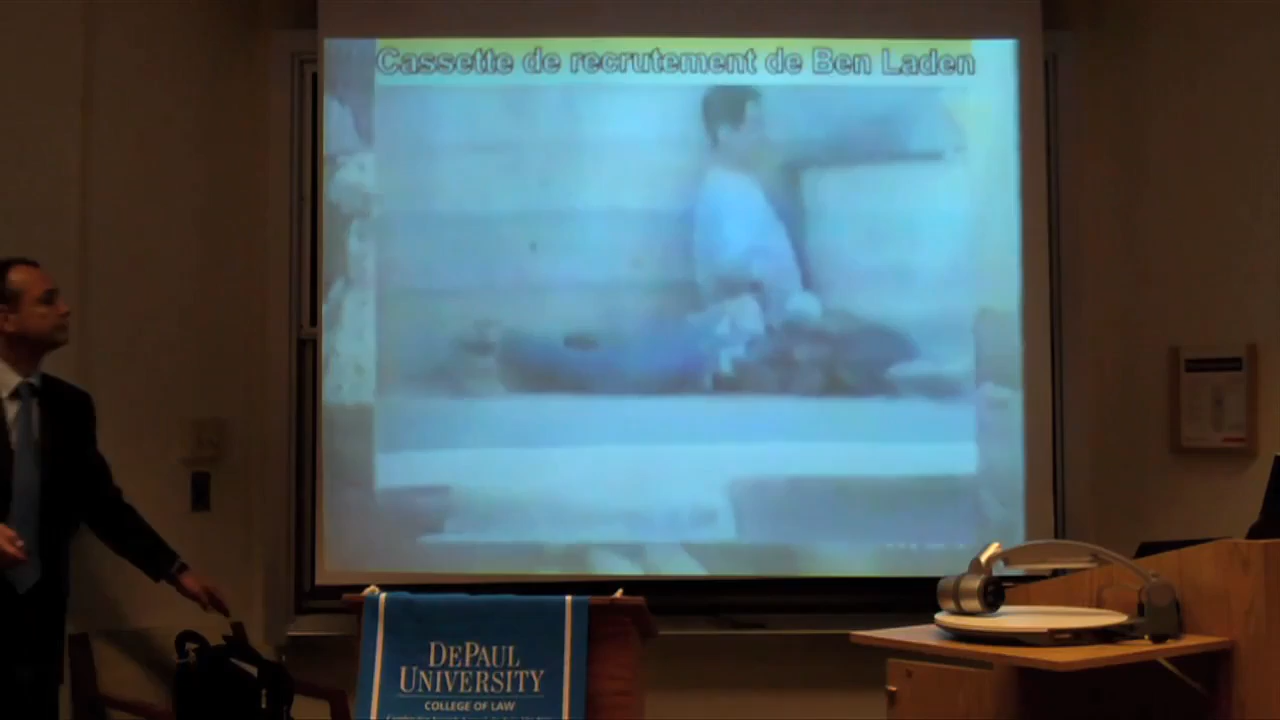 Cassette de recrutement de Ben Laden
DEPAUL
UNIVERSITY
COLLEGE OF LAW